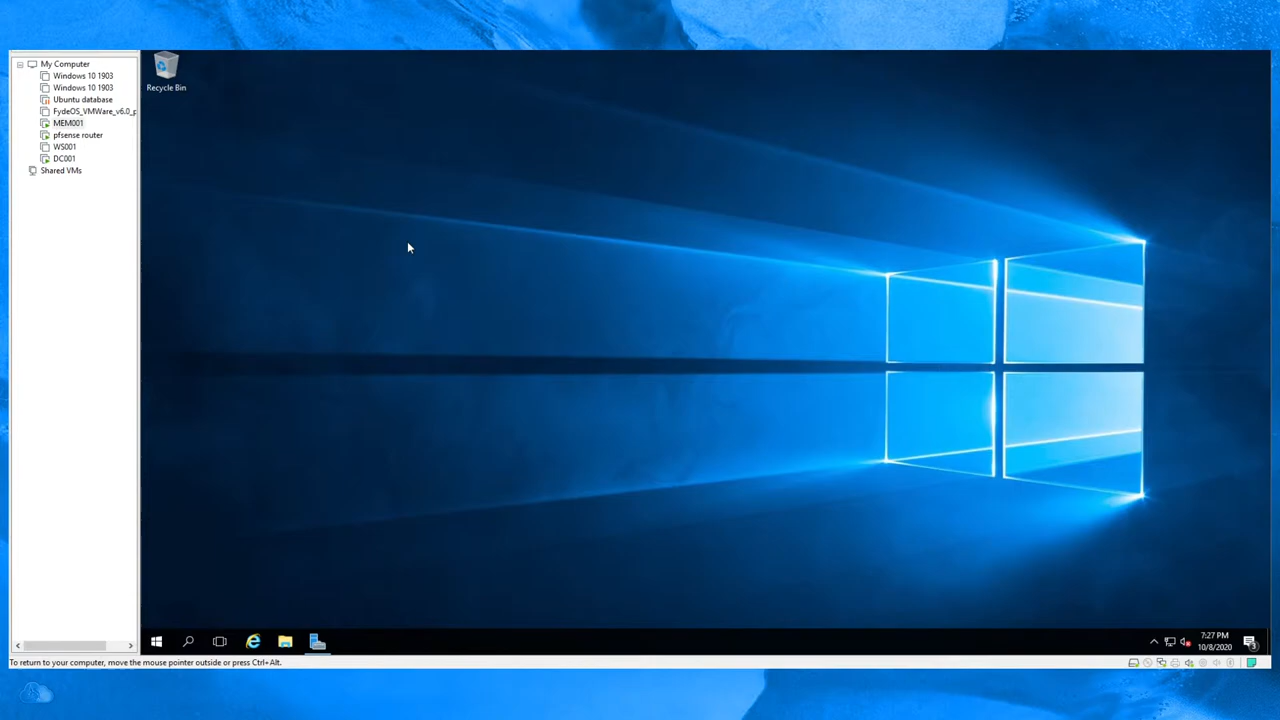 My Computer
Windows 10 1903
Windows 10 1903
Ubuntu database
FydeOS_VMWare_v6.0_p
MEM001
pfsense router
WS001
DC001
Shared VMs
Recycle Bin
7:27 PM
10/8/2020
3
To return to your computer, move the mouse pointer outside or press Ctrl+Alt.